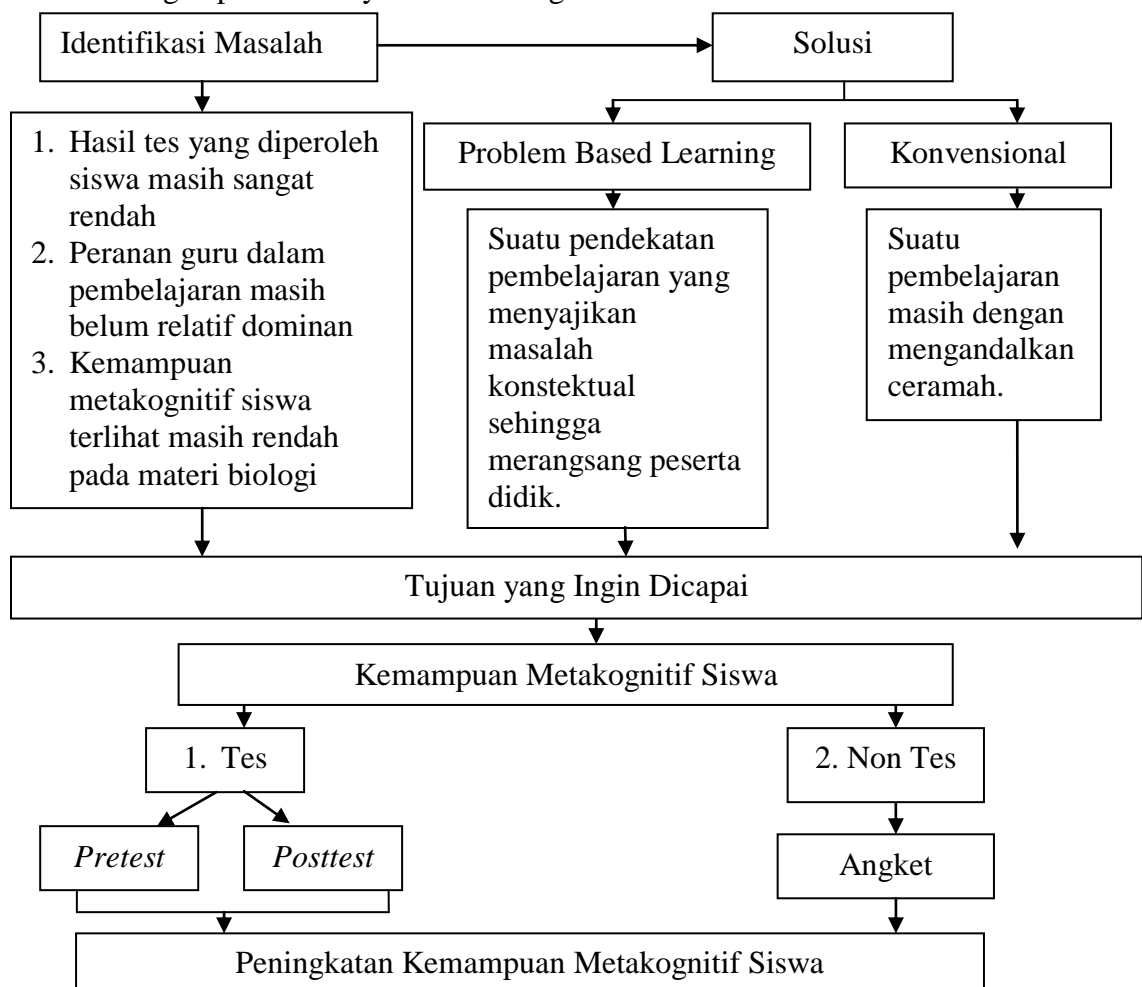 Identifikasi Masalah
Solusi
1. Hasil tes yang diperoleh
siswa masih sangat
rendah
2. Peranan guru dalam
pembelajaran masih
belum relatif dominan
3. Kemampuan
metakognitif siswa
terlihat masih rendah
pada materi biologi
Problem Based Learning
Konvensional
Suatu pendekatan
pembelajaran yang
menyajikan
masalah
konstektual
sehingga
merangsang peserta
didik.
Suatu
pembelajaran
masih dengan
mengandalkan
ceramah.
Tujuan yang Ingin Dicapai
Kemampuan Metakognitif Siswa
1. Tes
2. Non Tes
Pretest
Posttest
Angket
Peningkatan Kemampuan Metakognitif Siswa